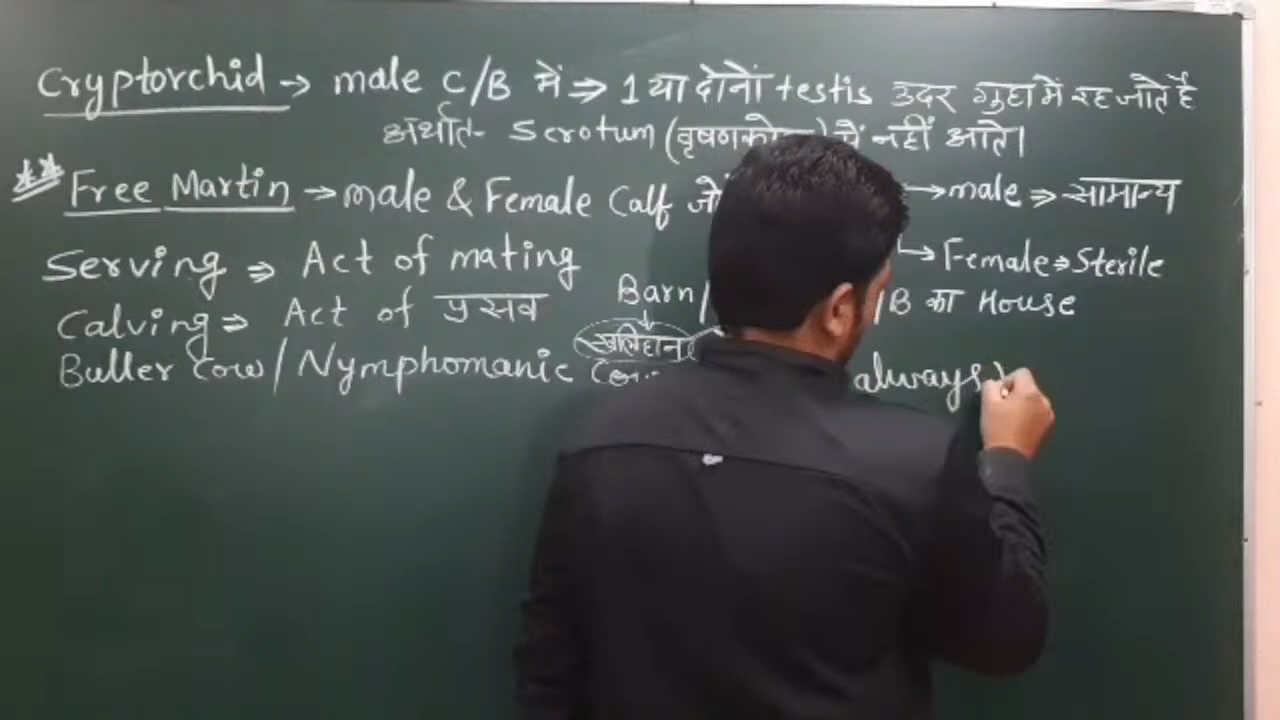 Cryptorchid → male C/B में ⇒ 1 या दोनों testis उदर गुहा में रह जाते है
अर्थात- Scrotum (वृषणको में नहीं आते।
Free Martin → male & Female Calf जो → male ⇒ सामान्य
→ Female ⇒ Sterile
Serving ⇒ Act of mating
Barn / /B का House
खलिहान
Calving ⇒ Act of प्रसव
Buller Cow / Nymphomanic always